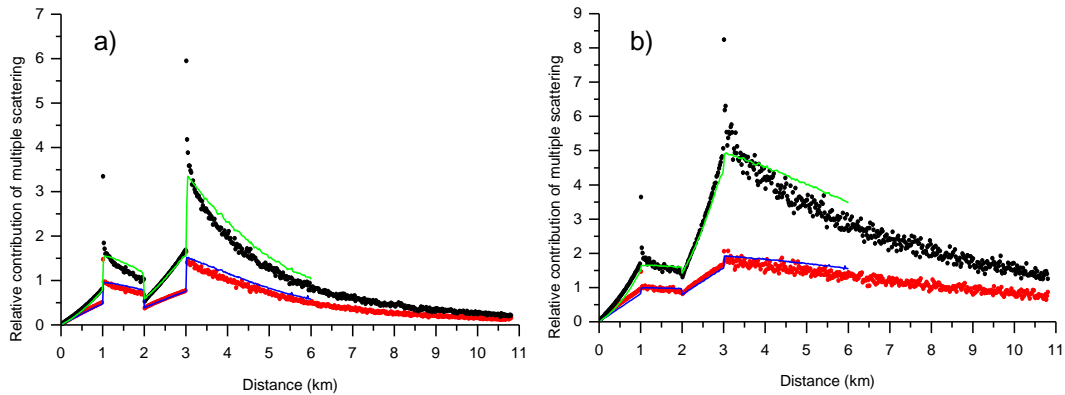 a)
Relative contribution of multiple scattering
7
6
5
4
3
2
1
0
0 1 2 3 4 5 6 7 8 9 10 11
Distance (km)
b)
Relative contribution of multiple scattering
9
8
7
6
5
4
3
2
1
0
0 1 2 3 4 5 6 7 8 9 10 11
Distance (km)